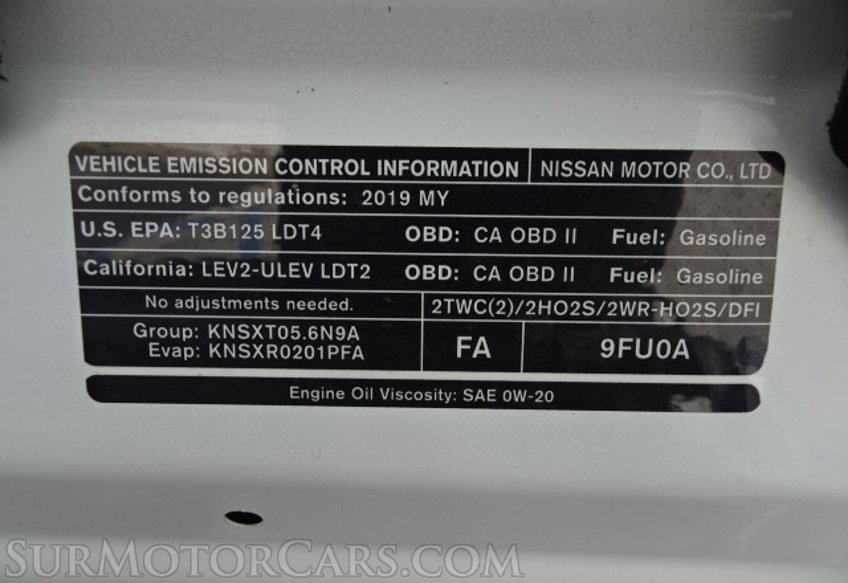 VEHICLE EMISSION CONTROL INFORMATION NISSAN MOTOR CO., LTD
Conforms to regulations: 2019 MY
U.S. EPA: T3B125 LDT4 OBD: CA OBD II Fuel: Gasoline
California: LEV2-ULEV LDT2 OBD: CA OBD II Fuel: Gasoline
No adjustments needed. 2TWC(2)/2HO2S/2WR-HO2S/DFI
Group: KNSXT05.6N9A
Evap: KNSXR0201PFA
FA 9FU0A
Engine Oil Viscosity: SAE 0W-20
SurMotorCars.com